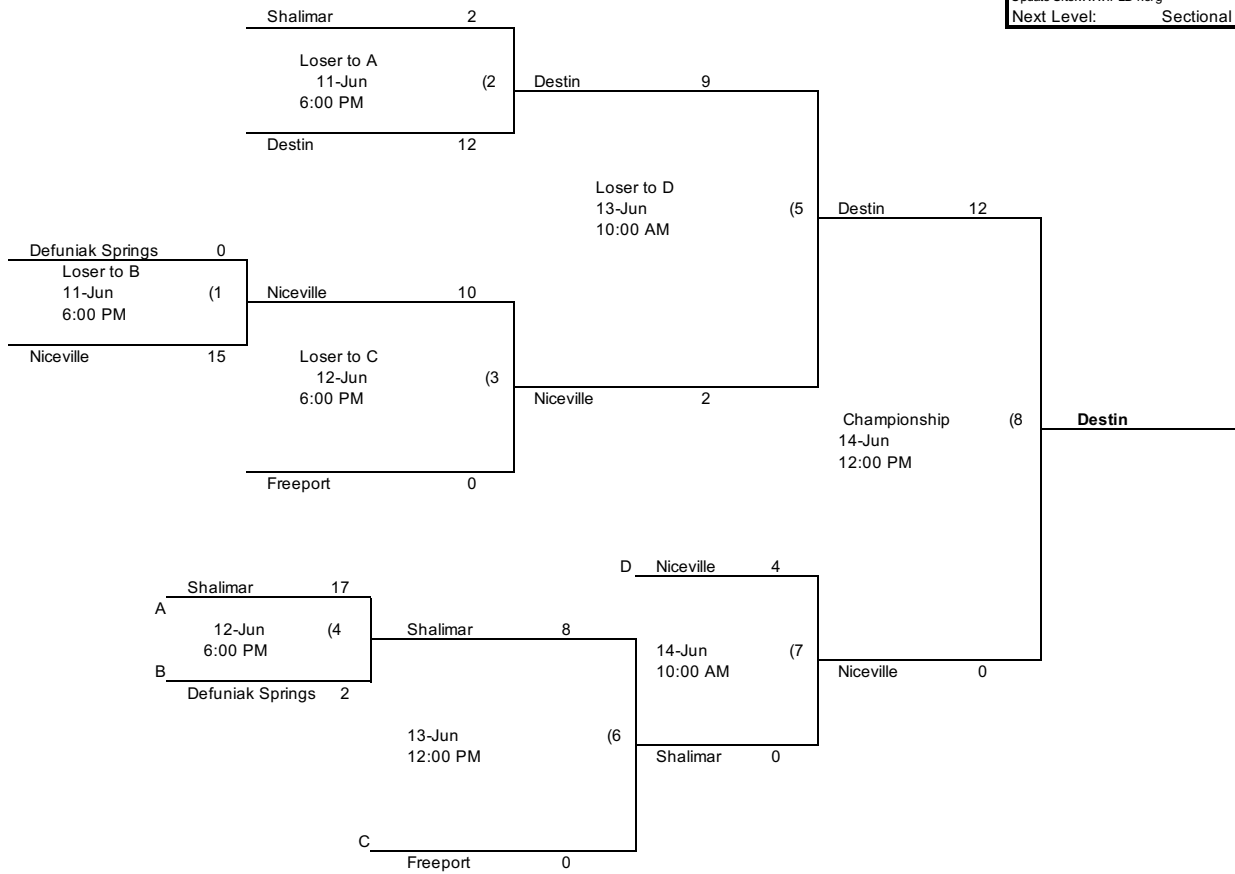 Next Level: Sectional
Shalimar 2
Loser to A
11-Jun (2
6:00 PM
Destin 12
Destin 9
Loser to D
13-Jun (5
10:00 AM
Destin 12
Defuniak Springs 0
Loser to B
11-Jun (1
6:00 PM
Niceville 15
Niceville 10
Loser to C
12-Jun (3
6:00 PM
Freeport 0
Niceville 2
Championship (8
14-Jun
12:00 PM
Destin
D Niceville 4
14-Jun (7
10:00 AM
Niceville 0
Shalimar 17
A
12-Jun (4
6:00 PM
B
Defuniak Springs 2
Shalimar 8
13-Jun (6
12:00 PM
Shalimar 0
C
Freeport 0